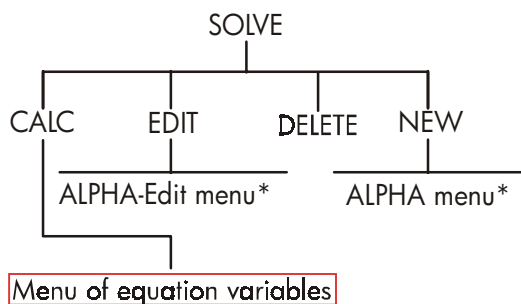 SOLVE
CALC EDIT DELETE NEW
ALPHA-Edit menu* ALPHA menu*
Menu of equation variables